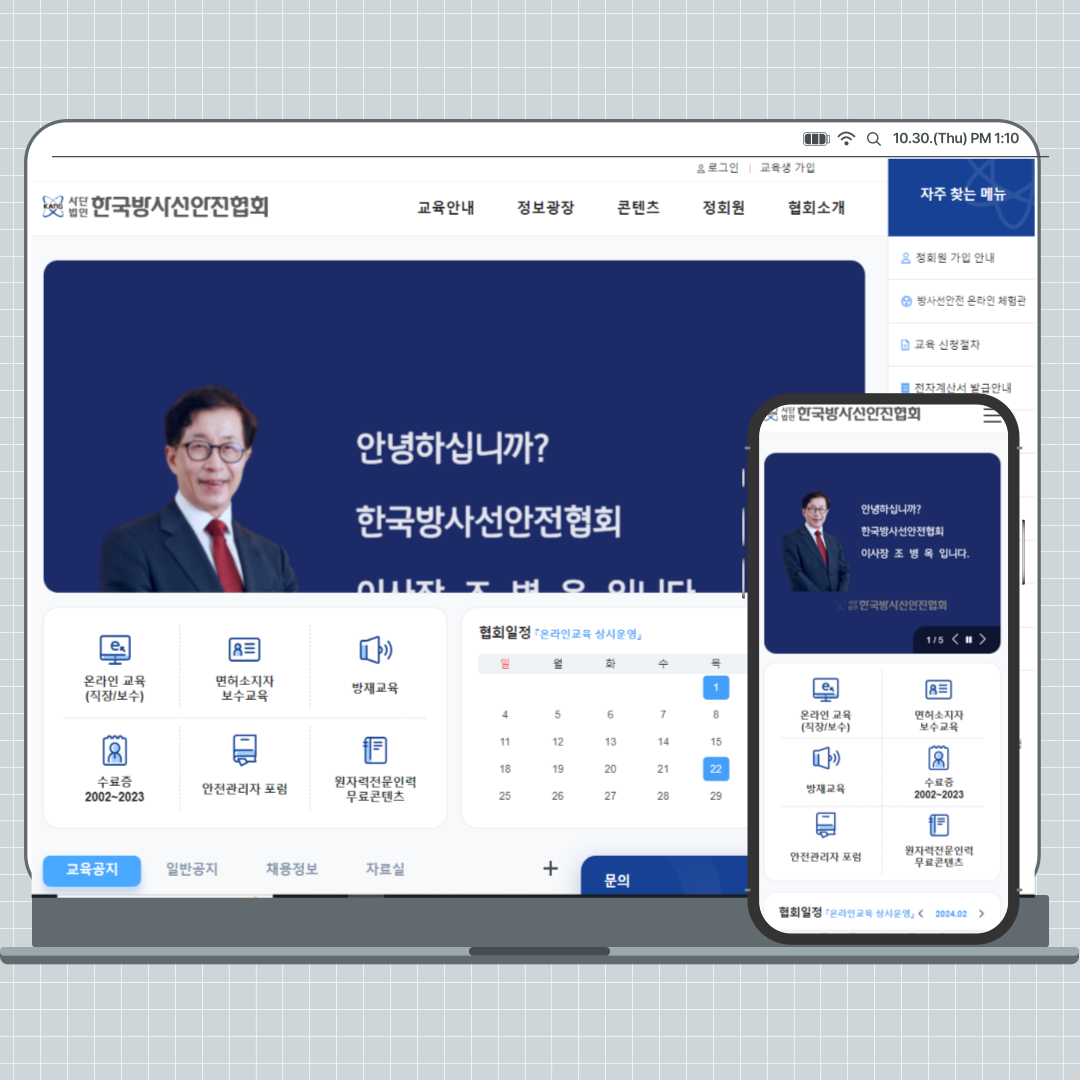 10.30.(Thu) PM 1:10
로그인 | 교육생 가입
KARS 사단법인 한국방사선안전협회
교육안내 정보광장 콘텐츠 정회원 협회소개
자주 찾는 메뉴
정회원 가입 안내
방사선안전 온라인 체험관
교육 신청절차
전자계산서 발급안내
안녕하십니까?
한국방사선안전협회
이사장 조 병 옥 입니다
온라인 교육
(직장/보수)
면허소지자
보수교육
방재교육
수료증
2002~2023
안전관리자 포럼
원자력전문인력
무료콘텐츠
협회일정 『온라인교육 상시운영』
일 월 화 수 목
1
4 5 6 7 8
11 12 13 14 15
18 19 20 21 22
25 26 27 28 29
교육공지 일반공지 채용정보 자료실 +
문의
사단법인 한국방사선안전협회
안녕하십니까?
한국방사선안전협회
이사장 조 병 옥 입니다.
한국방사선안전협회
1 / 5
온라인 교육
(직장/보수)
면허소지자
보수교육
방재교육
수료증
2002~2023
안전관리자 포럼
원자력전문인력
무료콘텐츠
협회일정 『온라인교육 상시운영』 < 2024.02 >